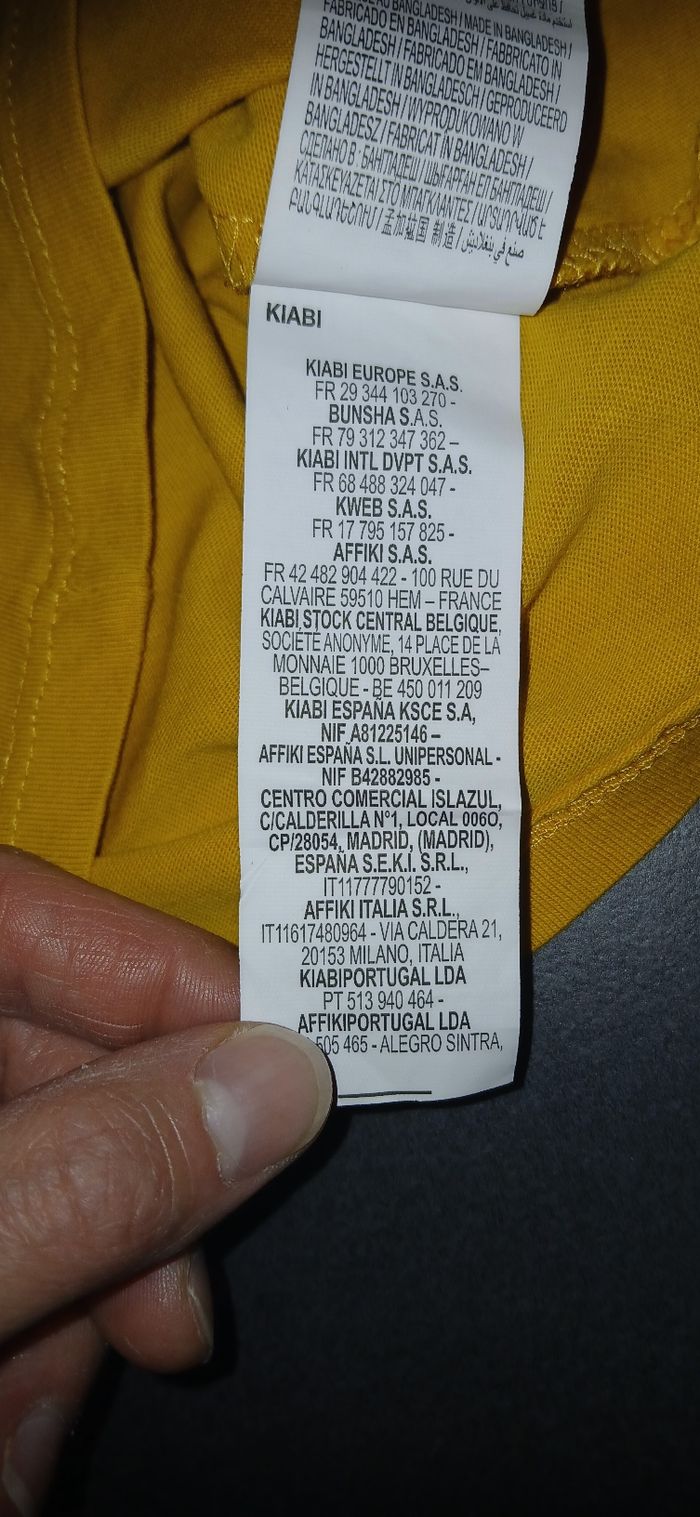 MADE IN BANGLADESH /
FABRICADO EN BANGLADESH / FABBRICATO IN
BANGLADESH / FABRICADO EM BANGLADESH /
HERGESTELLT IN BANGLADESCH / GEPRODUCEERD
IN BANGLADESH / WYPRODUKOWANO W
BANGLADESZ / FABRICAT IN BANGLADESH /
СДЕЛАНО В : БАНГЛАДЕШ /
ΚΑΤΑΣΚΕΥΑΖΕΤΑΙ ΣΤΟ ΜΠΑΓΚΛΑΝΤΕΣ /
孟加拉国 制造 / صنع في بنغلاديش
KIABI
KIABI EUROPE S.A.S.
FR 29 344 103 270 -
BUNSHA S.A.S.
FR 79 312 347 362 –
KIABI INTL DVPT S.A.S.
FR 68 488 324 047 -
KWEB S.A.S.
FR 17 795 157 825 -
AFFIKI S.A.S.
FR 42 482 904 422 - 100 RUE DU
CALVAIRE 59510 HEM – FRANCE
KIABI STOCK CENTRAL BELGIQUE,
SOCIÉTÉ ANONYME, 14 PLACE DE LA
MONNAIE 1000 BRUXELLES–
BELGIQUE - BE 450 011 209
KIABI ESPAÑA KSCE S.A,
NIF A81225146 –
AFFIKI ESPAÑA S.L. UNIPERSONAL -
NIF B42882985 -
CENTRO COMERCIAL ISLAZUL,
C/CALDERILLA N°1, LOCAL 006O,
CP/28054, MADRID, (MADRID),
ESPAÑA S.E.K.I. S.R.L.,
IT11777790152 -
AFFIKI ITALIA S.R.L.,
IT11617480964 - VIA CALDERA 21,
20153 MILANO, ITALIA
KIABIPORTUGAL LDA
PT 513 940 464 -
AFFIKIPORTUGAL LDA
505 465 - ALEGRO SINTRA,